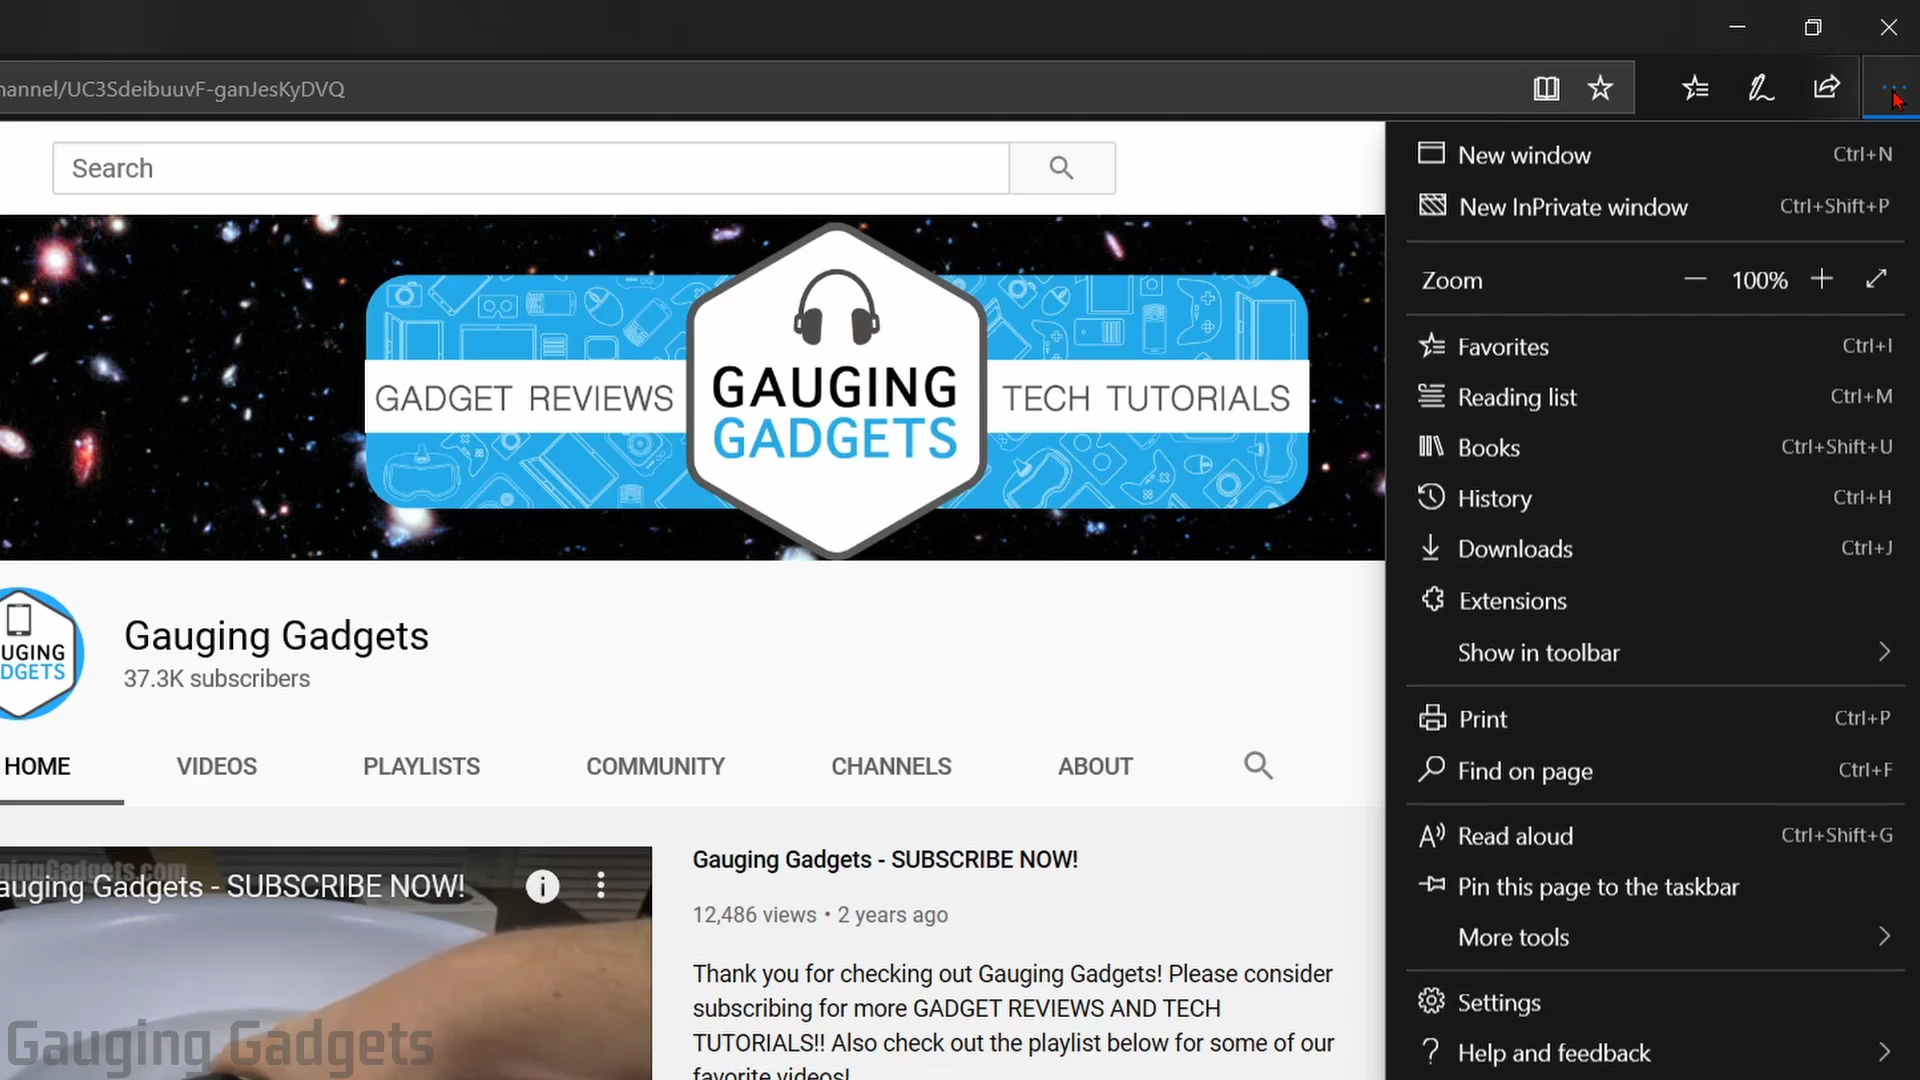 hannel/UC3SdeibuuvF-ganJesKyDVQ
Search
GADGET REVIEWS
GAUGING
GADGETS
TECH TUTORIALS
UGING
DGETS
Gauging Gadgets
37.3K subscribers
HOME VIDEOS PLAYLISTS COMMUNITY CHANNELS ABOUT
auging Gadgets - SUBSCRIBE NOW!
Gauging Gadgets - SUBSCRIBE NOW!
12,486 views • 2 years ago
Thank you for checking out Gauging Gadgets! Please consider
subscribing for more GADGET REVIEWS AND TECH
TUTORIALS!! Also check out the playlist below for some of our
favorite videos!
Gauging Gadgets
New window Ctrl+N
New InPrivate window Ctrl+Shift+P
Zoom 100%
Favorites Ctrl+I
Reading list Ctrl+M
Books Ctrl+Shift+U
History Ctrl+H
Downloads Ctrl+J
Extensions
Show in toolbar
Print Ctrl+P
Find on page Ctrl+F
Read aloud Ctrl+Shift+G
Pin this page to the taskbar
More tools
Settings
Help and feedback